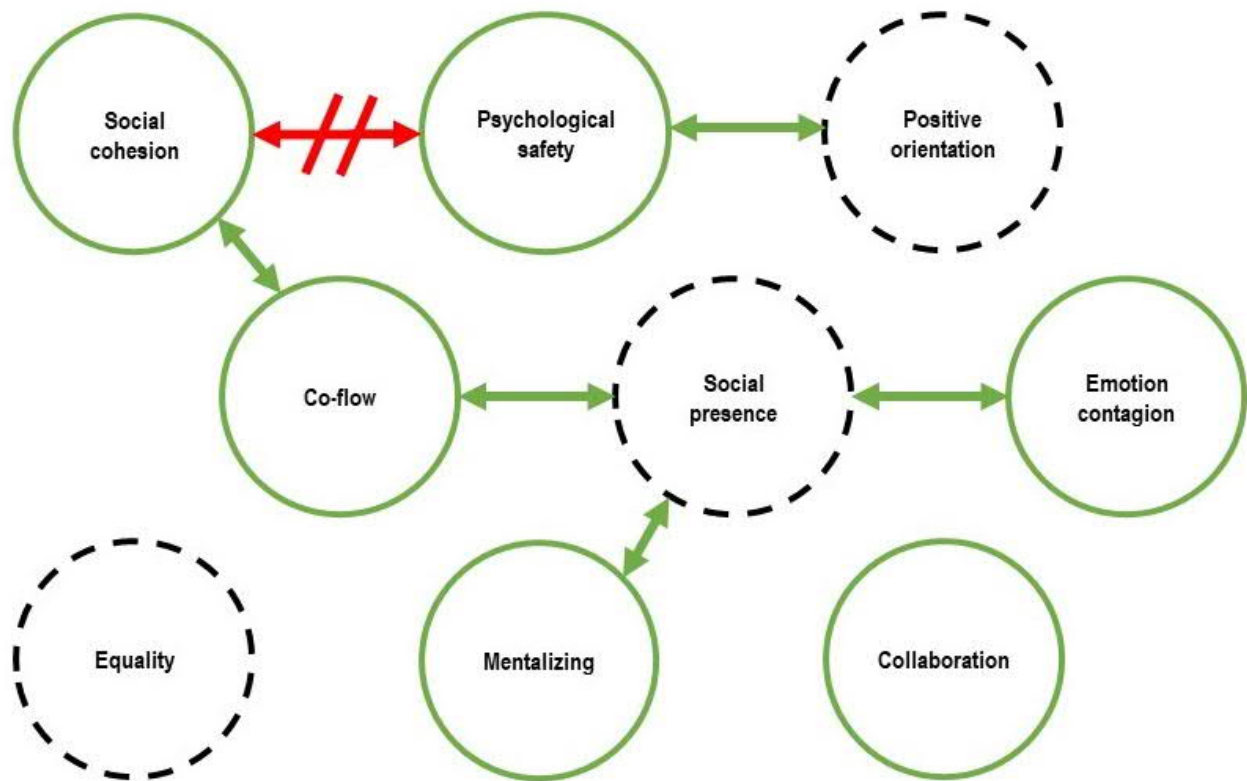 Social
cohesion
Psychological
safety
Positive
orientation
Co-flow
Social
presence
Emotion
contagion
Equality
Mentalizing
Collaboration